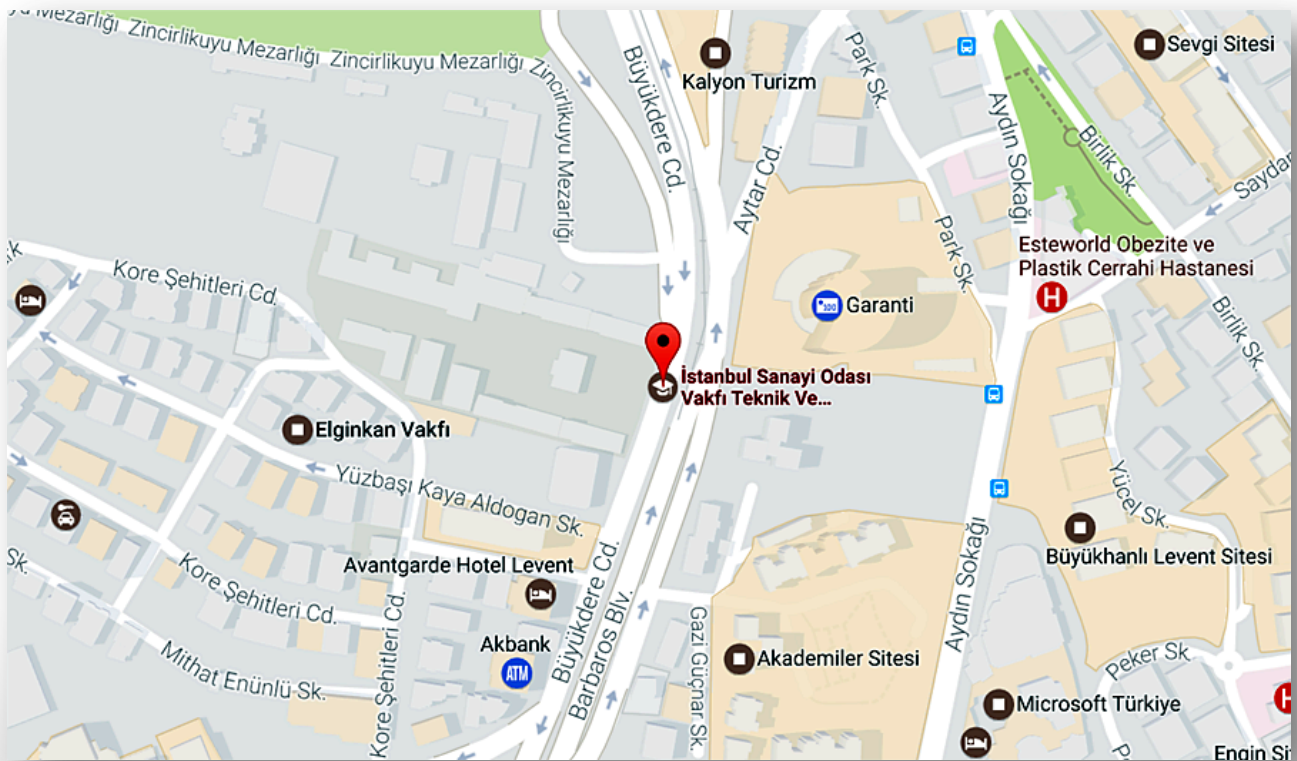 yu Mezarlığı Zincirlikuyu Mezarlığı Zincirlikuyu Mezarlığı Zincirlikuyu Mezarlığı
Büyükdere Cd.
Kalyon Turizm
Park Sk.
Sevgi Sitesi
Aydın Sokağı
Birlik Sk.
Aytar Cd.
Park Sk.
Esteworld Obezite ve
Plastik Cerrahi Hastanesi
H
Kore Şehitleri Cd.
100
Garanti
Birlik Sk.
İstanbul Sanayi Odası
Vakfı Teknik Ve...
Elginkan Vakfı
Yüzbaşı Kaya Aldogan Sk.
Yücel Sk.
Büyükhanlı Levent Sitesi
Sk.
Avantgarde Hotel Levent
Kore Şehitleri Cd.
Büyükdere Cd.
Barbaros Blv.
Aydın Sokağı
Akbank
ATM
Mithat Enünlü Sk.
Kore Şehitleri Cd.
Gazi Güçnar Sk.
Akademiler Sitesi
Peker Sk
Microsoft Türkiye
H